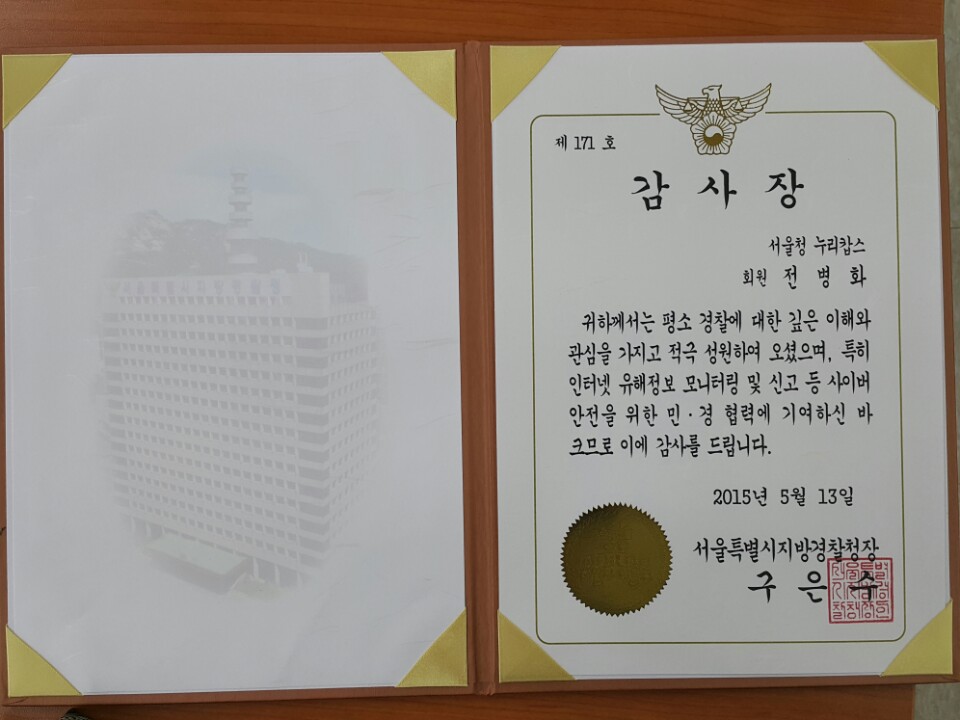 제 171 호
감 사 장
서울청 누리캅스
회원 전 병 화
귀하께서는 평소 경찰에 대한 깊은 이해와
관심을 가지고 적극 성원하여 오셨으며, 특히
인터넷 유해정보 모니터링 및 신고 등 사이버
안전을 위한 민·경 협력에 기여하신 바
크므로 이에 감사를 드립니다.
2015년 5월 13일
서울특별시지방경찰청장
구 은 수